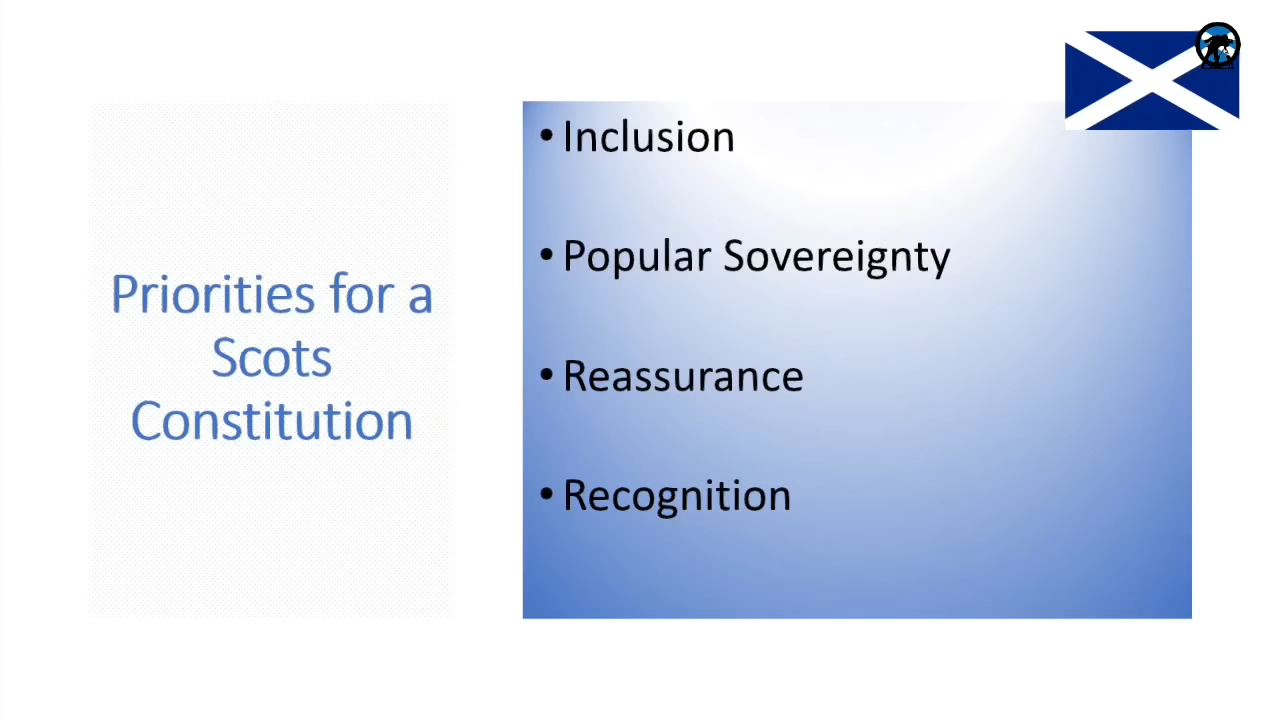 Priorities for a
Scots
Constitution
• Inclusion
• Popular Sovereignty
• Reassurance
• Recognition